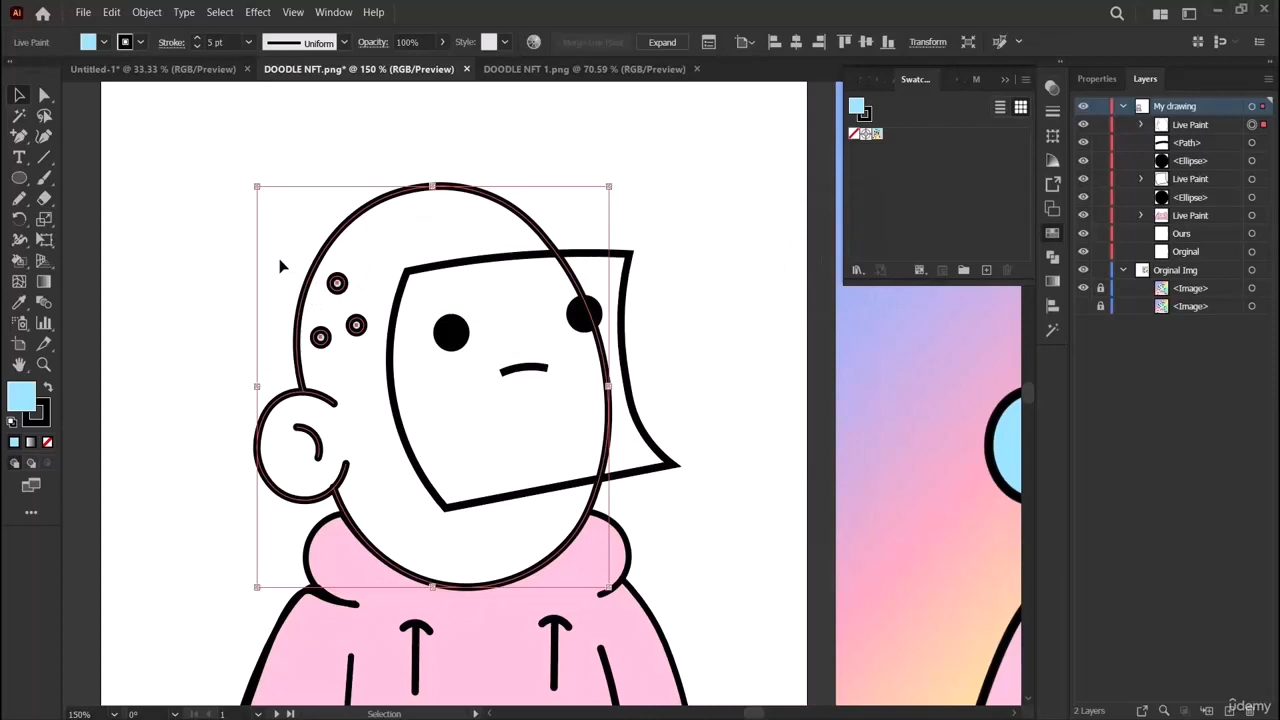 Ai File Edit Object Type Select Effect View Window Help
Live Paint Stroke: 5 pt Uniform Opacity: 100% Style: Merge Live Paint Expand Transform
Untitled-1* @ 33.33 % (RGB/Preview) × DOODLE NFT.png* @ 150 % (RGB/Preview) × DOODLE NFT 1.png @ 70.59 % (RGB/Preview) ×
Swatc... M
Properties Layers
My drawing
Live Paint
<Path>
<Ellipse>
Live Paint
<Ellipse>
Live Paint
Ours
Orginal
Orginal Img
<Image>
<Image>
150% 0° 1 Selection
2 Layers
Udemy